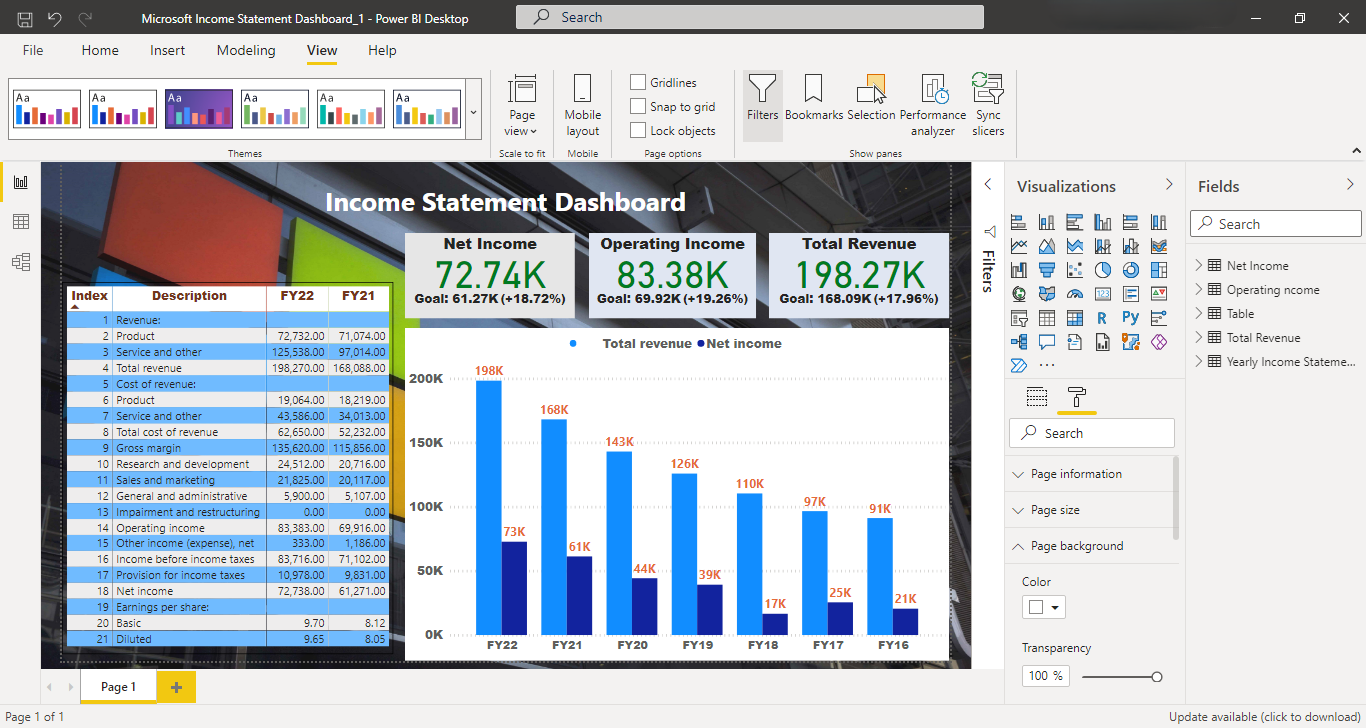 Microsoft Income Statement Dashboard_1 - Power BI Desktop
Search
File Home Insert Modeling View Help
Aa Aa Aa Aa Aa Aa
Themes
Page view
Scale to fit
Mobile layout
Mobile
Gridlines
Snap to grid
Lock objects
Page options
Filters
Bookmarks
Selection
Performance analyzer
Sync slicers
Show panes
Income Statement Dashboard
Net Income
72.74K
Goal: 61.27K (+18.72%)
Operating Income
83.38K
Goal: 69.92K (+19.26%)
Total Revenue
198.27K
Goal: 168.09K (+17.96%)
Index Description FY22 FY21
1 Revenue:
2 Product 72,732.00 71,074.00
3 Service and other 125,538.00 97,014.00
4 Total revenue 198,270.00 168,088.00
5 Cost of revenue:
6 Product 19,064.00 18,219.00
7 Service and other 43,586.00 34,013.00
8 Total cost of revenue 62,650.00 52,232.00
9 Gross margin 135,620.00 115,856.00
10 Research and development 24,512.00 20,716.00
11 Sales and marketing 21,825.00 20,117.00
12 General and administrative 5,900.00 5,107.00
13 Impairment and restructuring 0.00 0.00
14 Operating income 83,383.00 69,916.00
15 Other income (expense), net 333.00 1,186.00
16 Income before income taxes 83,716.00 71,102.00
17 Provision for income taxes 10,978.00 9,831.00
18 Net income 72,738.00 61,271.00
19 Earnings per share:
20 Basic 9.70 8.12
21 Diluted 9.65 8.05
Total revenue Net income
200K
150K
100K
50K
0K
198K 168K 143K 126K 110K 97K 91K
73K 61K 44K 39K 17K 25K 21K
FY22 FY21 FY20 FY19 FY18 FY17 FY16
Filters
Visualizations
123
R Py
Search
Page information
Page size
Page background
Color
Transparency
100 %
Fields
Search
Net Income
Operating ncome
Table
Total Revenue
Yearly Income Stateme...
Page 1
Page 1 of 1
Update available (click to download)